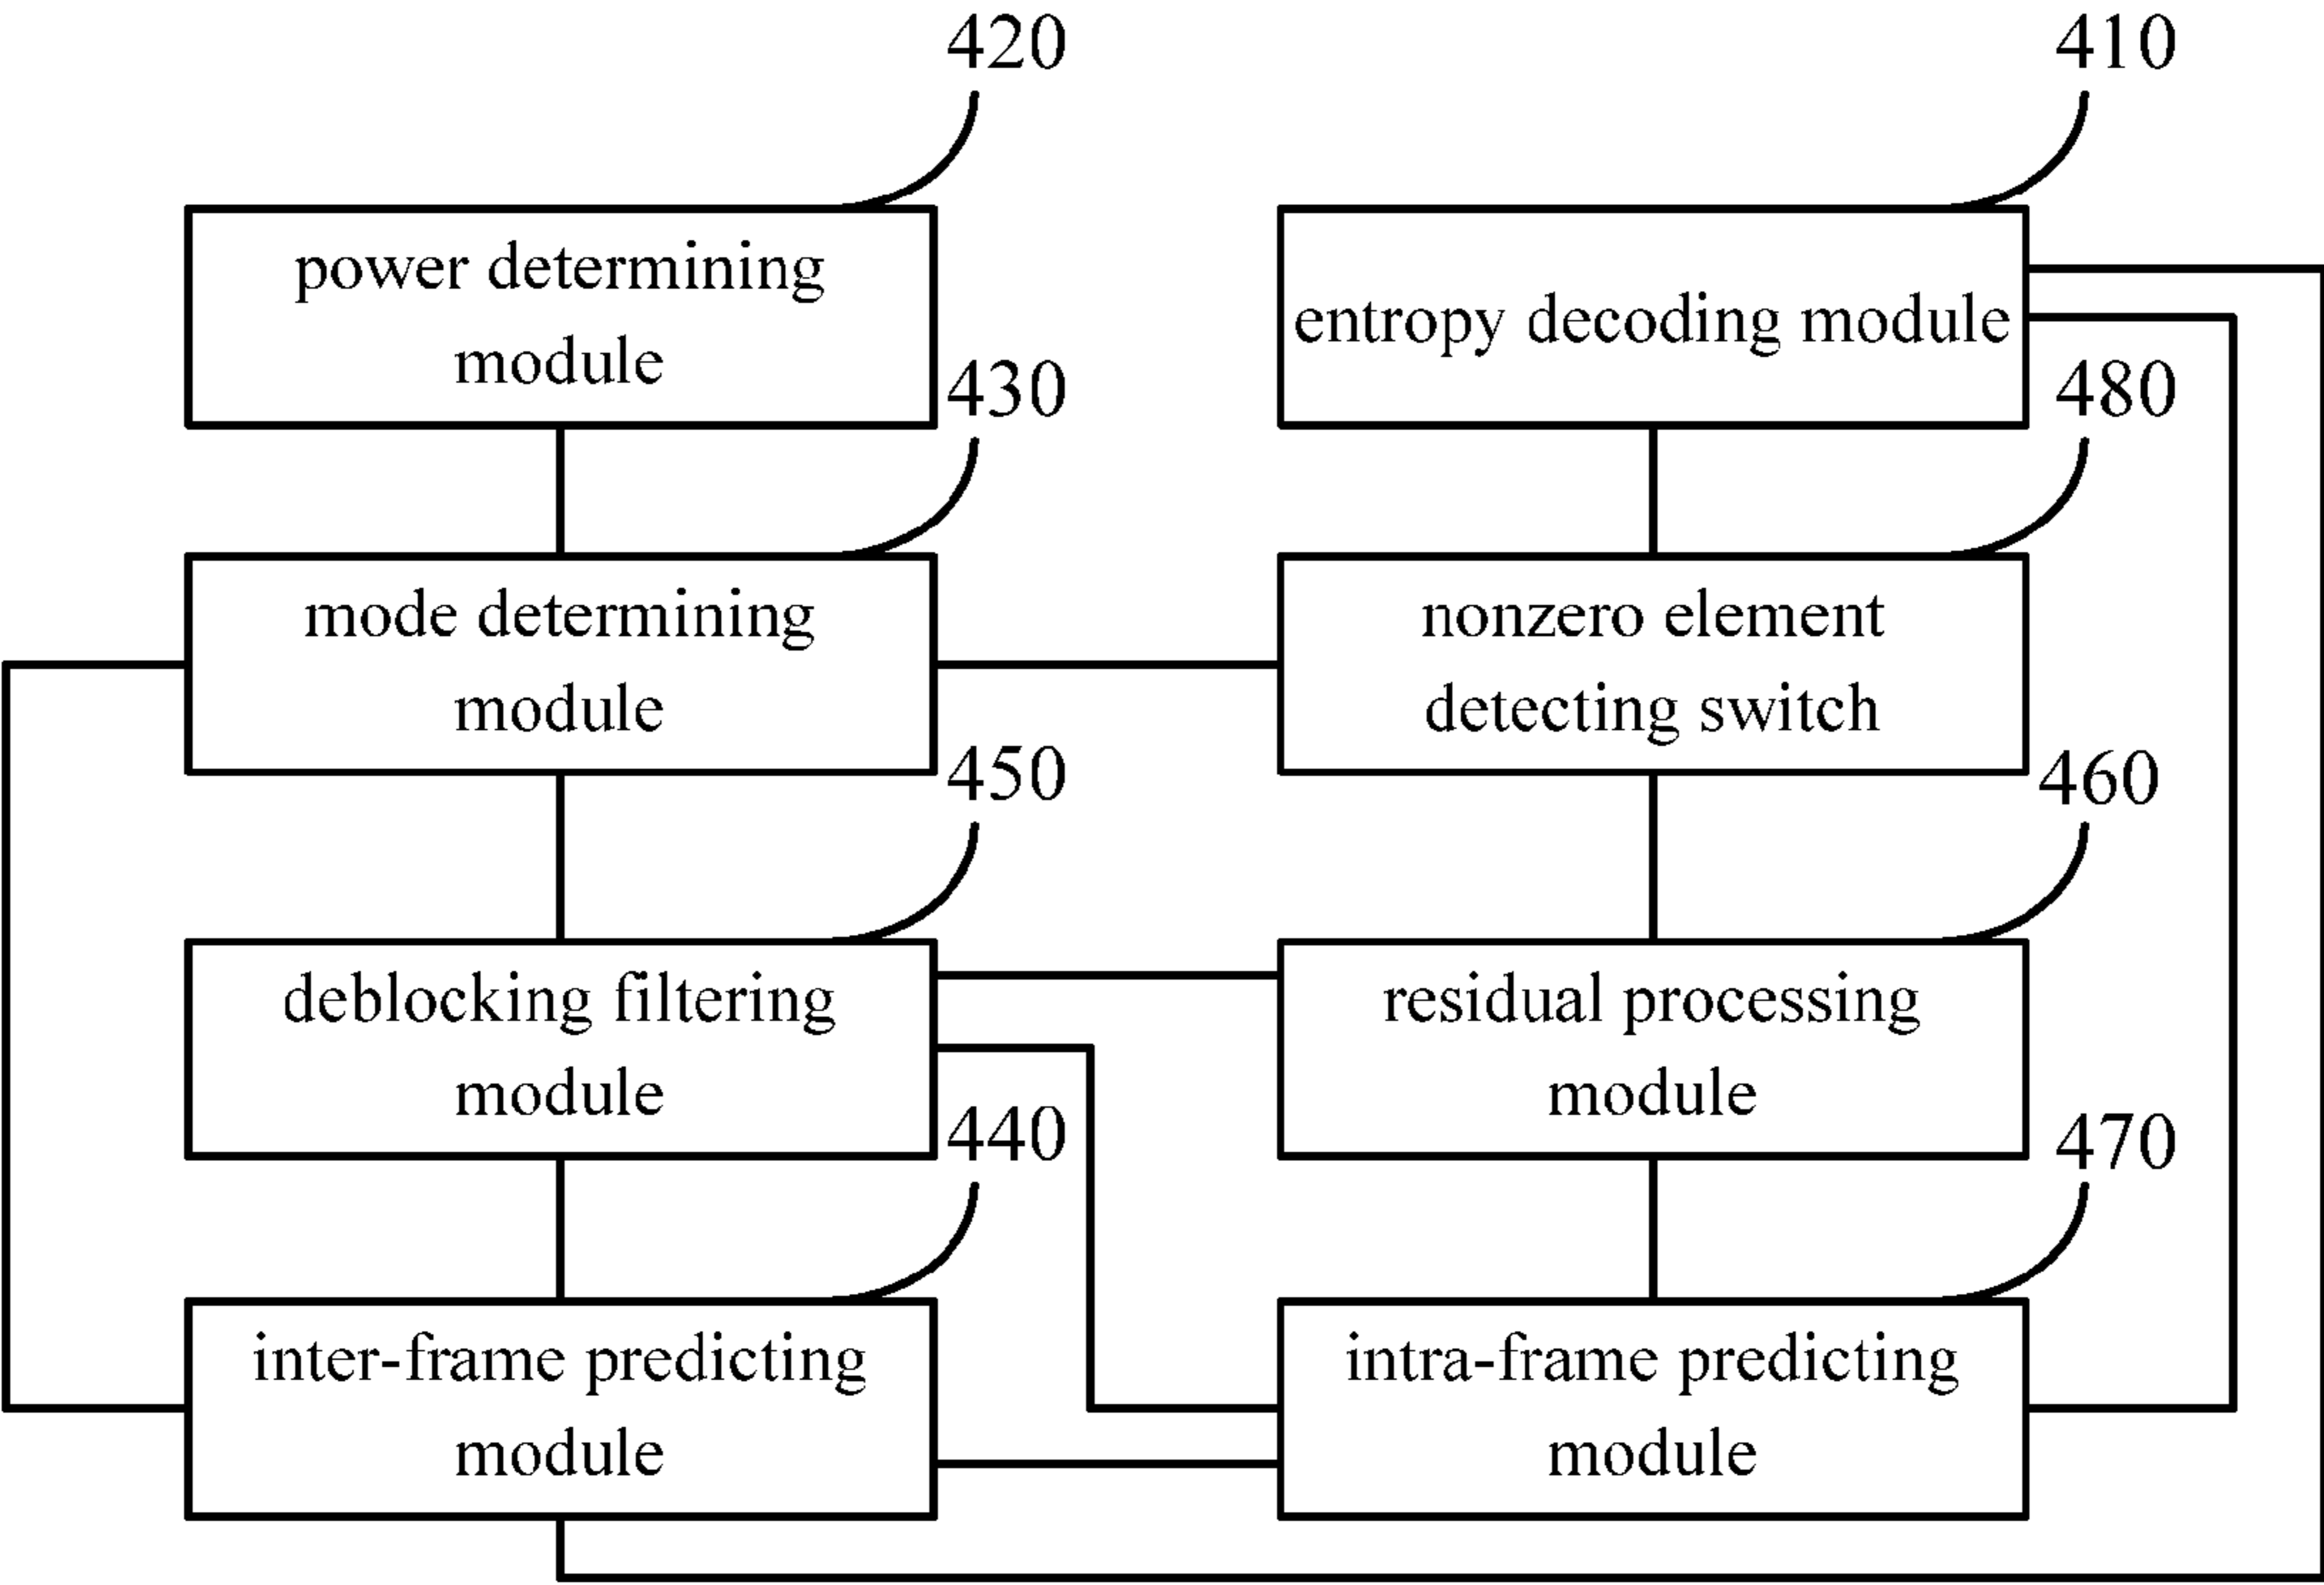 420
410
power determining
module
entropy decoding module
430
480
mode determining
module
nonzero element
detecting switch
450
460
deblocking filtering
module
residual processing
module
440
470
inter-frame predicting
module
intra-frame predicting
module